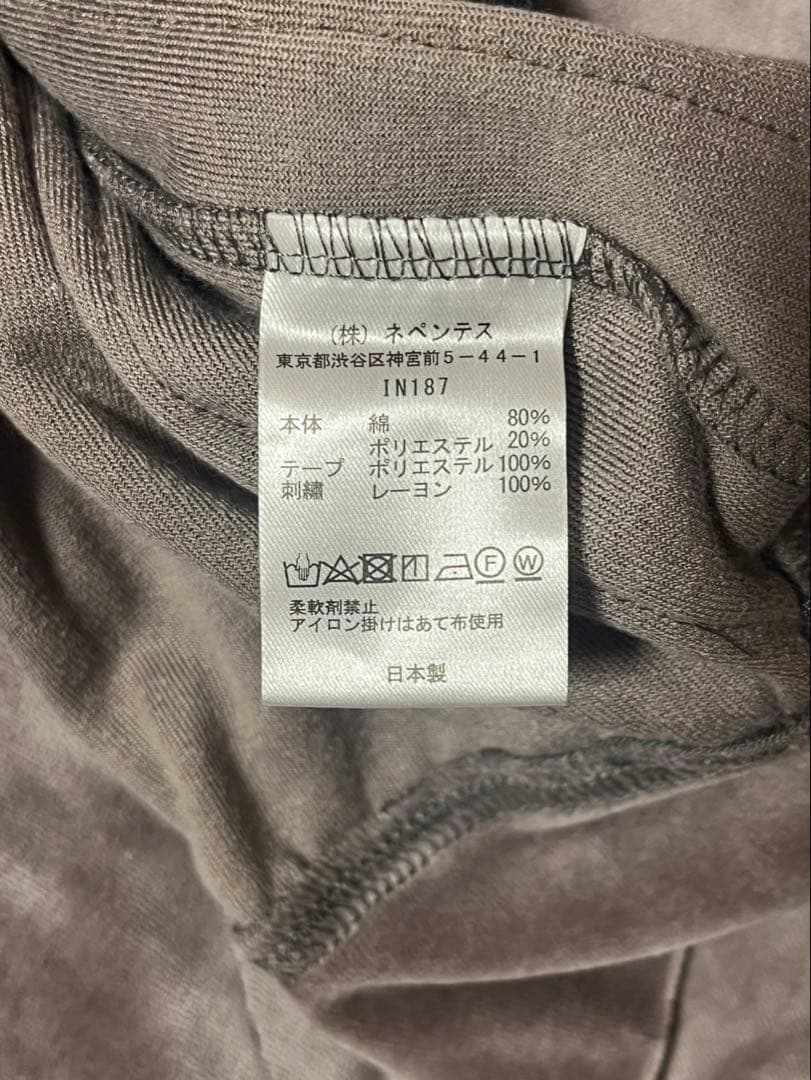 （株）ネペンテス
東京都渋谷区神宮前5－44－1
IN187
本体 綿 80%
ポリエステル 20%
テープ ポリエステル 100%
刺繍 レーヨン 100%
F W
柔軟剤禁止
アイロン掛けはあて布使用
日本製